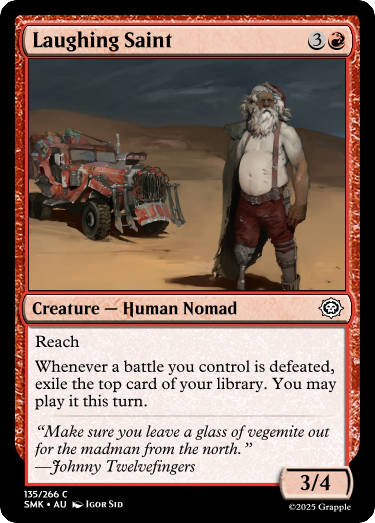 Laughing Saint 3
Creature — Human Nomad
Reach
Whenever a battle you control is defeated,
exile the top card of your library. You may
play it this turn.
“Make sure you leave a glass of vegemite out
for the madman from the north.”
—Johnny Twelvefingers
3/4
135/266 C
SMK • AU Igor Sid
©2025 Grapple